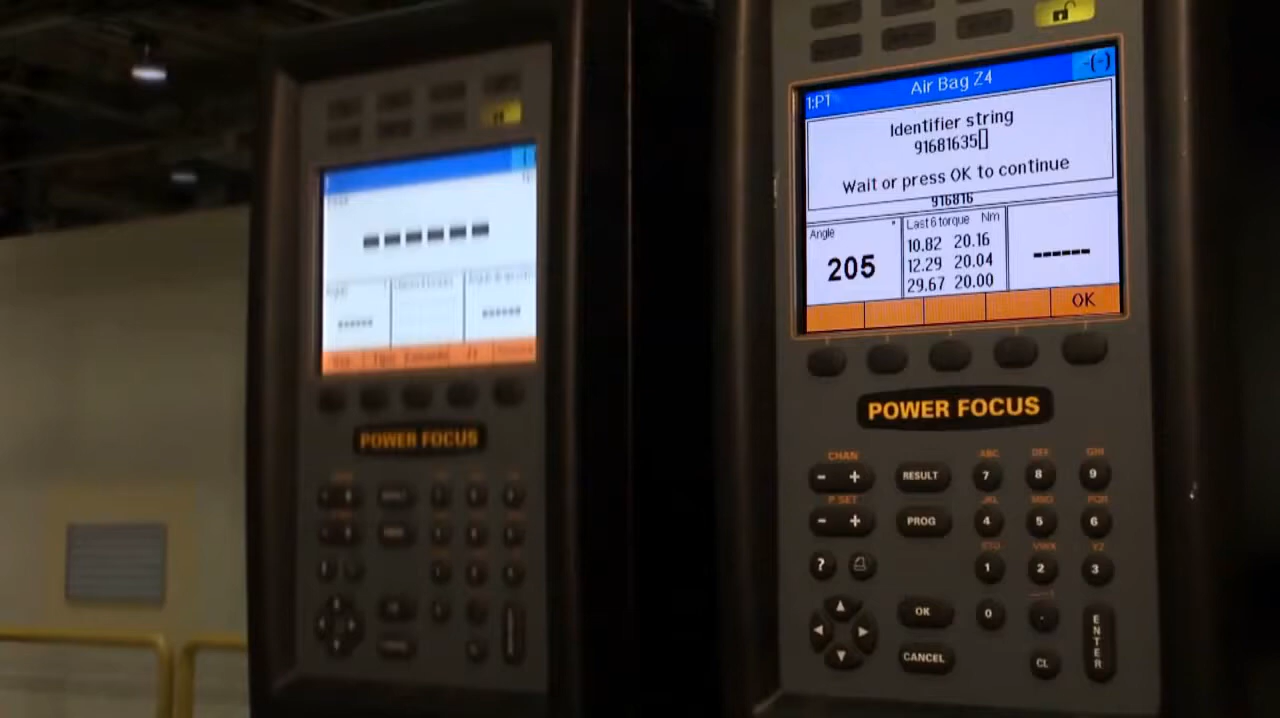 1:P1 Air Bag Z4 -(-)
Identifier string
91681635
Wait or press OK to continue
916816
Angle °
205
Last 6 torque Nm
10.82 20.16
12.29 20.04
29.67 20.00
------
OK
POWER FOCUS
CHAN ABC DEF GHI
- + RESULT 7 8 9
P SET JKL MNO PQR
- + PROG 4 5 6
STU VWX YZ
? 1 2 3
OK 0 .
CANCEL CL ENTER
------
POWER FOCUS